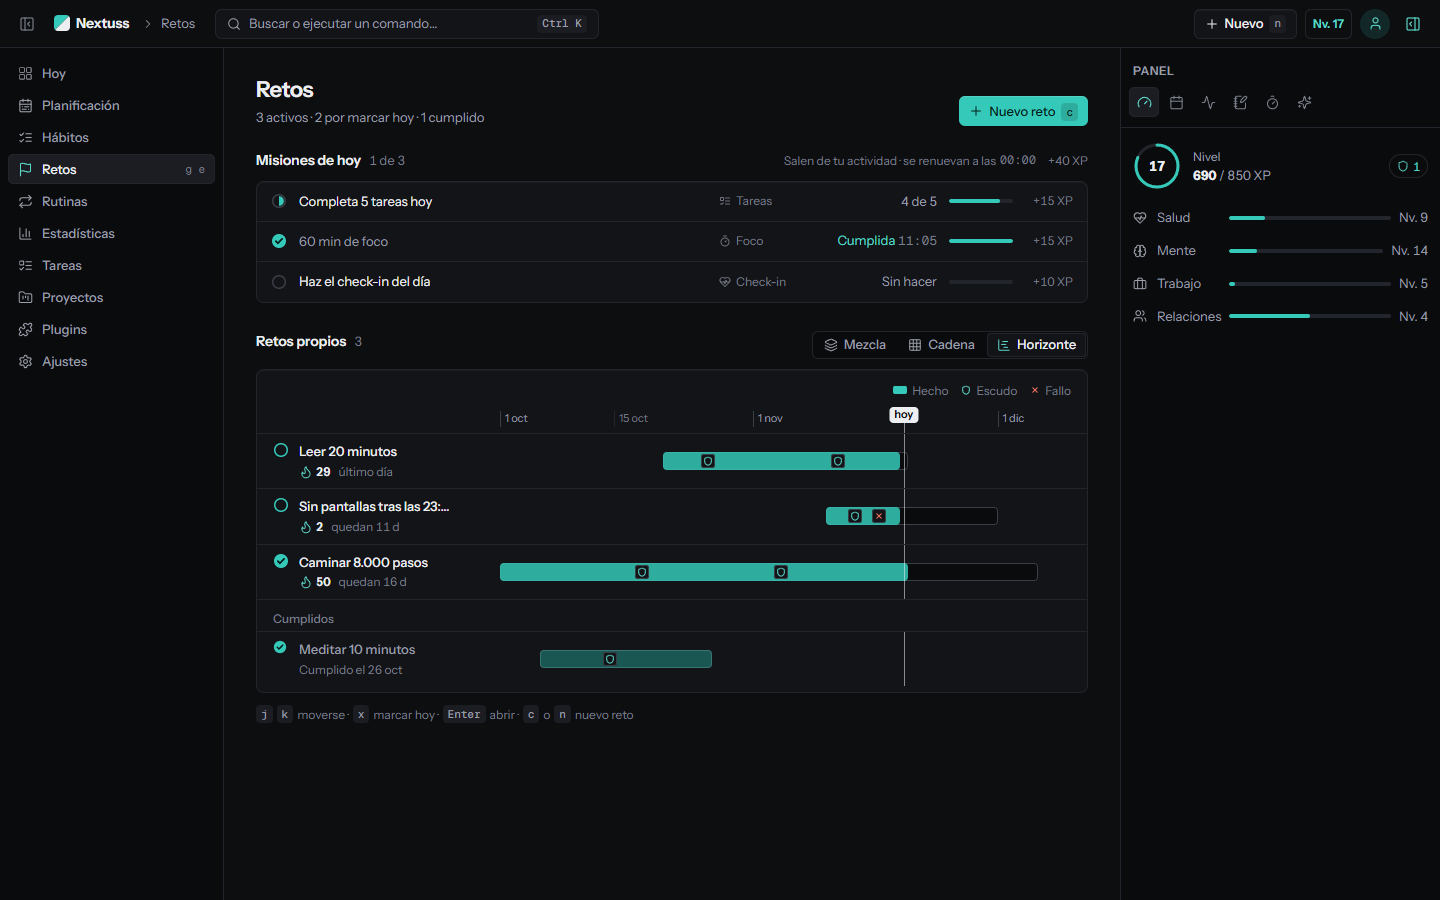 Nextuss > Retos
Buscar o ejecutar un comando... Ctrl K
+ Nuevo n
Nv. 17
Hoy
Planificación
Hábitos
Retos g e
Rutinas
Estadísticas
Tareas
Proyectos
Plugins
Ajustes
Retos
3 activos · 2 por marcar hoy · 1 cumplido
+ Nuevo reto c
Misiones de hoy 1 de 3
Salen de tu actividad · se renuevan a las 00:00 +40 XP
Completa 5 tareas hoy Tareas 4 de 5 +15 XP
60 min de foco Foco Cumplida 11:05 +15 XP
Haz el check-in del día Check-in Sin hacer +10 XP
Retos propios 3
Mezcla Cadena Horizonte
Hecho Escudo Fallo
1 oct 15 oct 1 nov hoy 1 dic
Leer 20 minutos
29 último día
Sin pantallas tras las 23:...
2 quedan 11 d
Caminar 8.000 pasos
50 quedan 16 d
Cumplidos
Meditar 10 minutos
Cumplido el 26 oct
j k moverse · x marcar hoy · Enter abrir · c o n nuevo reto
PANEL
17
Nivel
690 / 850 XP
1
Salud Nv. 9
Mente Nv. 14
Trabajo Nv. 5
Relaciones Nv. 4